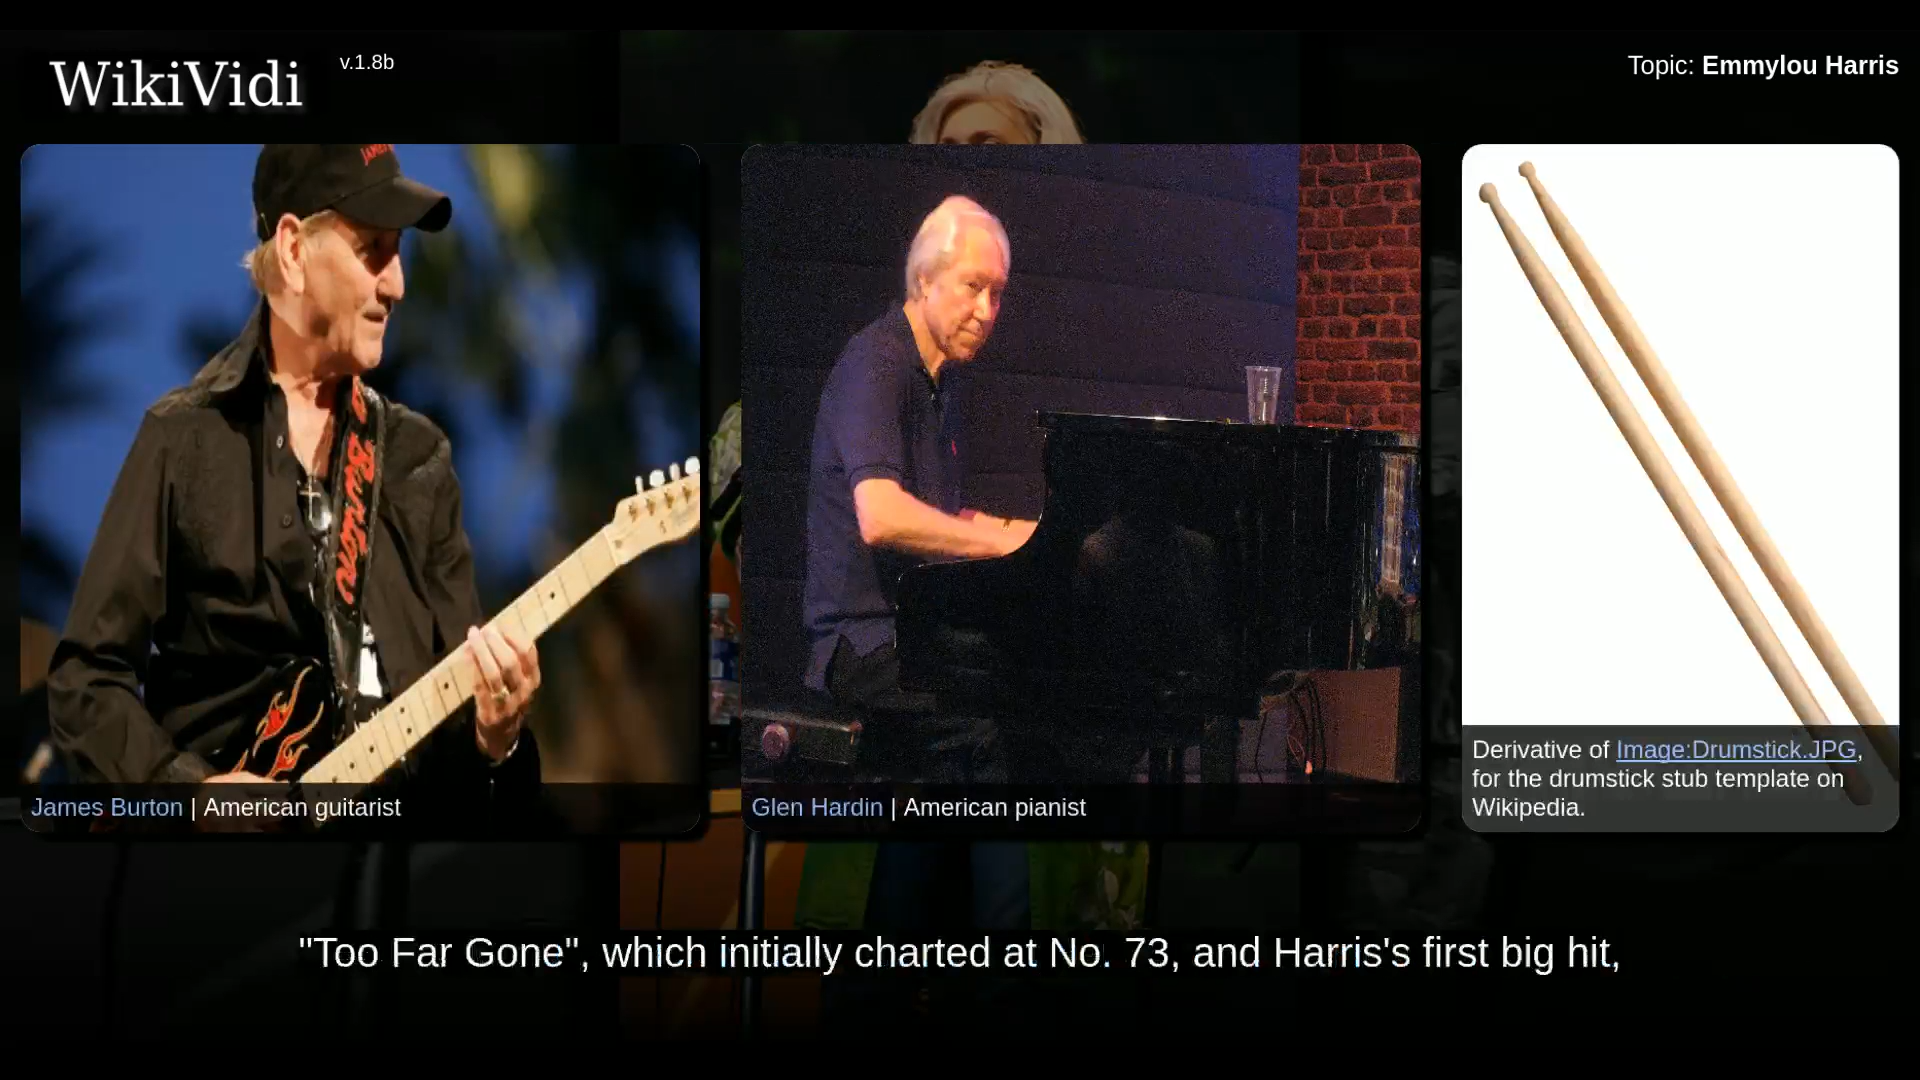 WikiVidi
v.1.8b
Topic: Emmylou Harris
James Burton | American guitarist
Glen Hardin | American pianist
Derivative of Image:Drumstick.JPG,
for the drumstick stub template on
Wikipedia.
"Too Far Gone", which initially charted at No. 73, and Harris's first big hit,